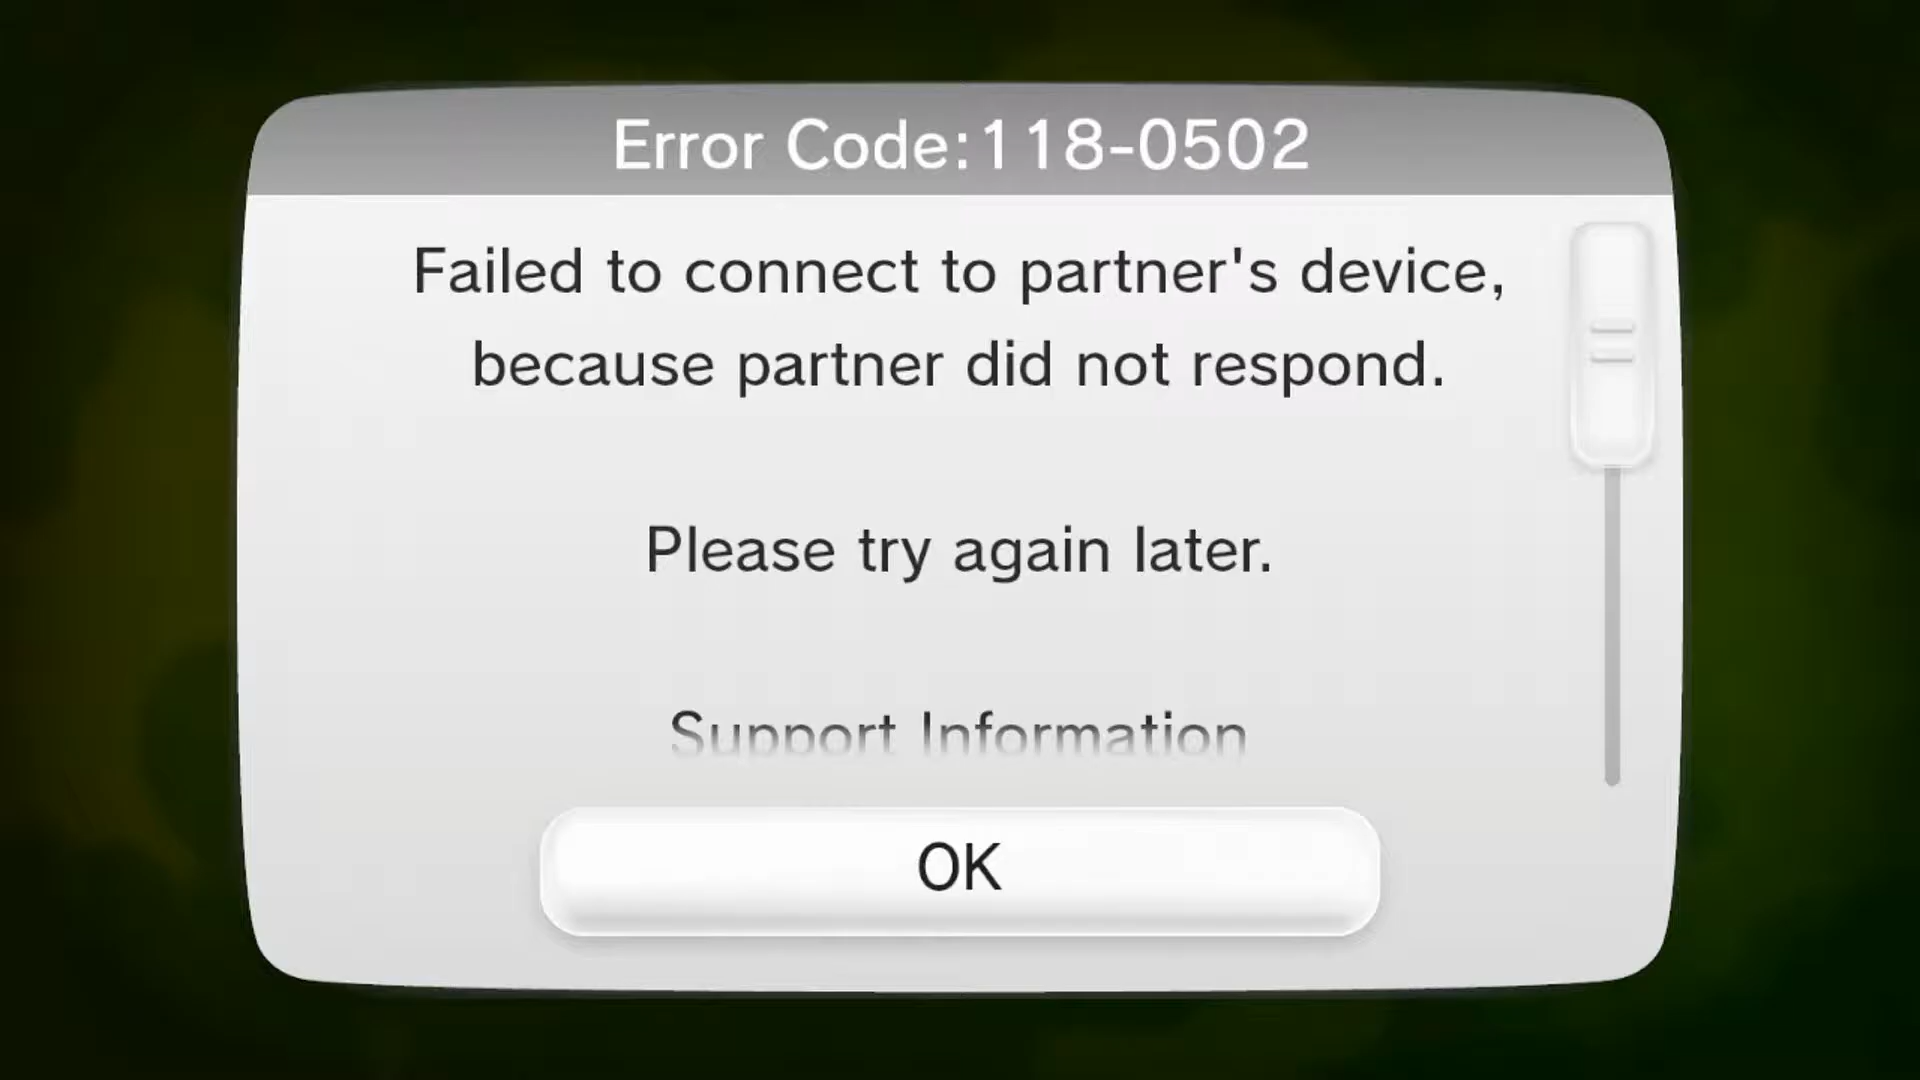 Error Code:118-0502
Failed to connect to partner's device,
because partner did not respond.
Please try again later.
Support Information
OK